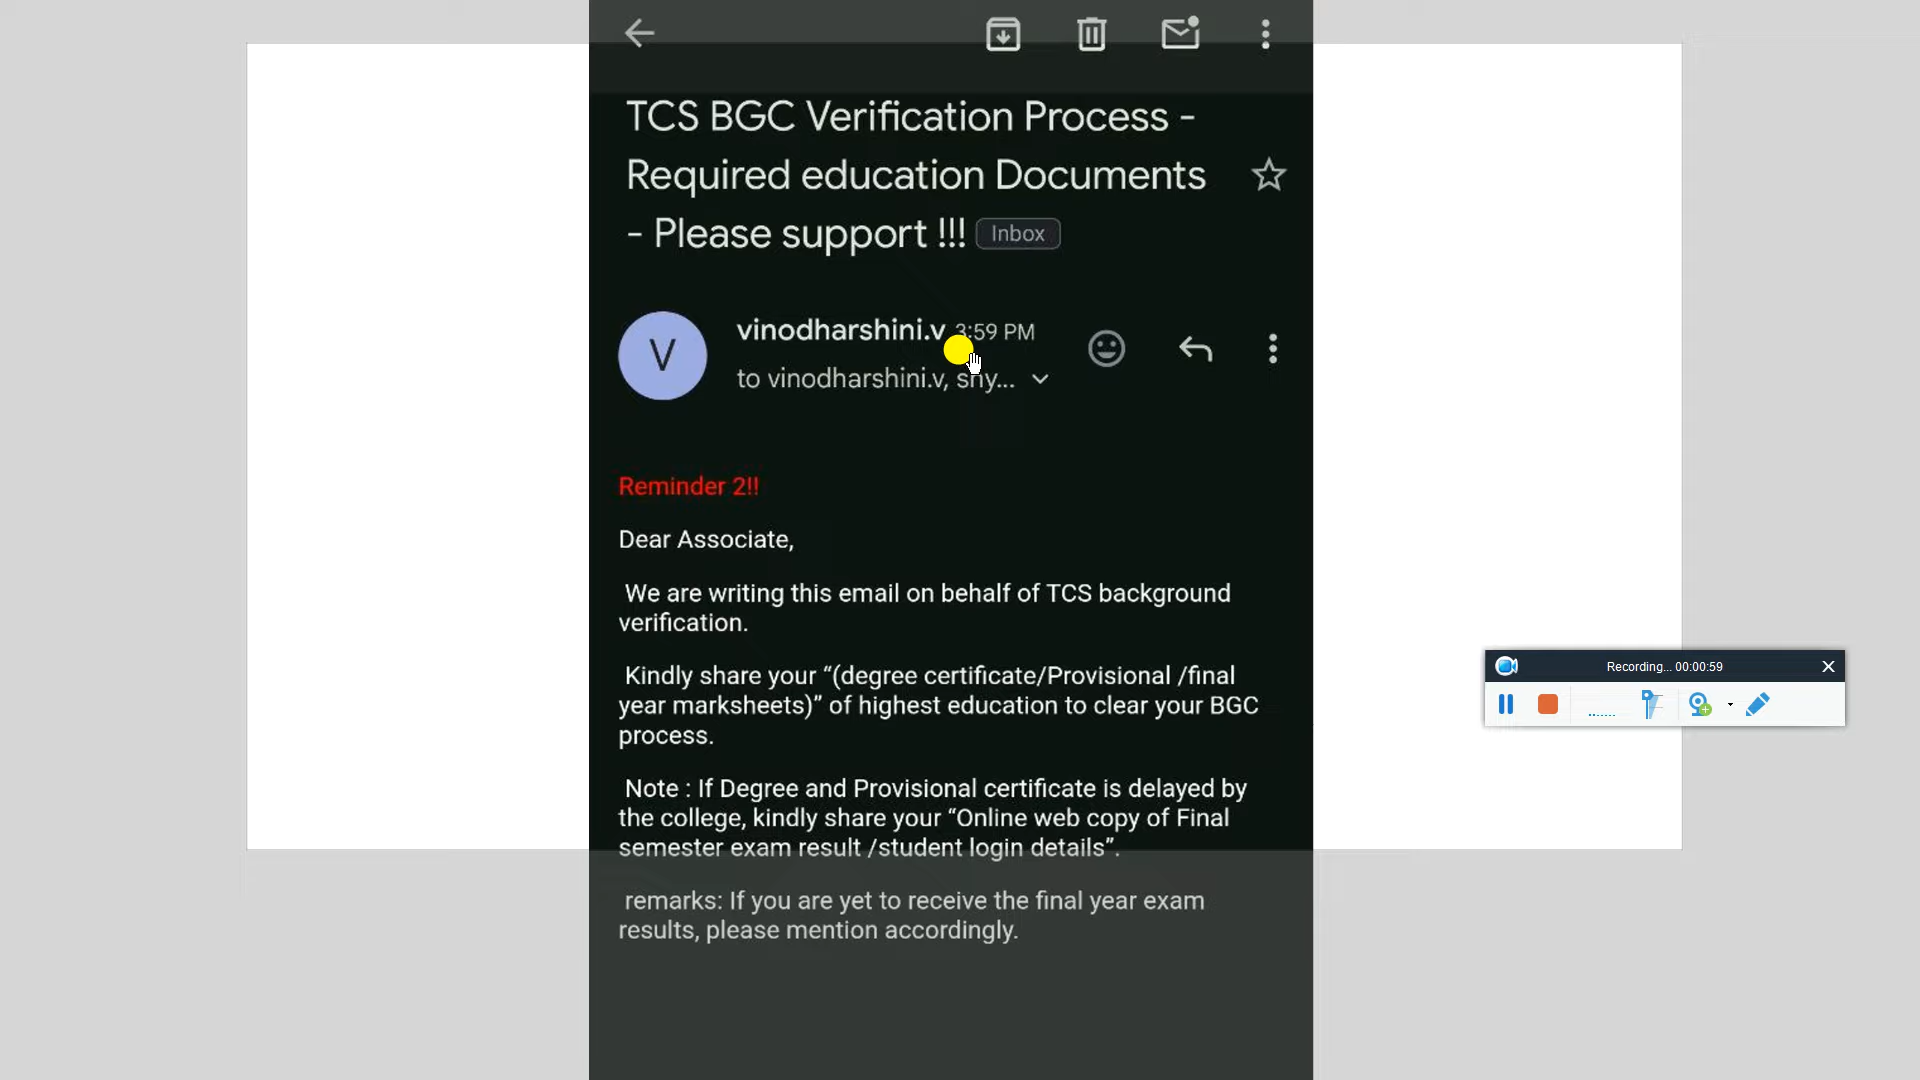 TCS BGC Verification Process -
Required education Documents
- Please support !!! Inbox
V
vinodharshini.v 3:59 PM
to vinodharshini.v, shy...
Reminder 2!!
Dear Associate,
We are writing this email on behalf of TCS background
verification.
Kindly share your “(degree certificate/Provisional /final
year marksheets)” of highest education to clear your BGC
process.
Note : If Degree and Provisional certificate is delayed by
the college, kindly share your “Online web copy of Final
semester exam result /student login details”.
remarks: If you are yet to receive the final year exam
results, please mention accordingly.
Recording... 00:00:59